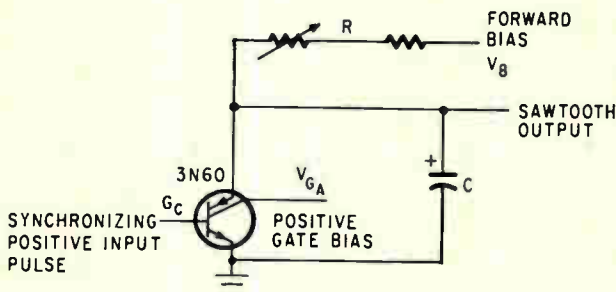 FORWARD
BIAS
V_B
R
SAWTOOTH
OUTPUT
3N60
V_GA
+
C
G_C
SYNCHRONIZING
POSITIVE INPUT
PULSE
POSITIVE
GATE BIAS